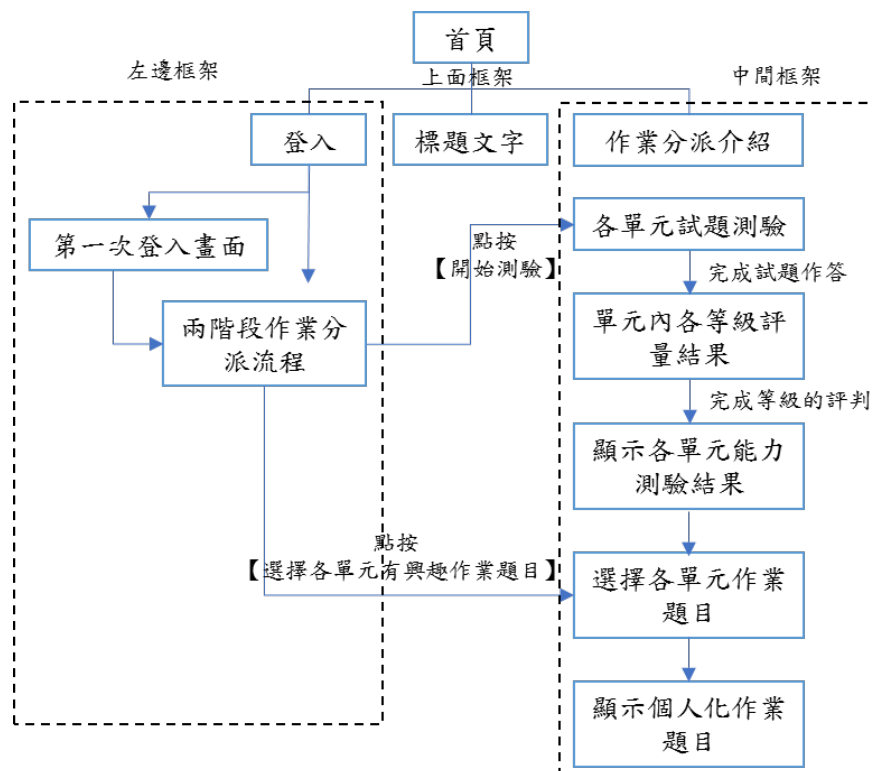 首頁
左邊框架
上面框架
中間框架
登入
標題文字
作業分派介紹
第一次登入畫面
點按
【開始測驗】
各單元試題測驗
完成試題作答
兩階段作業分
派流程
單元內各等級評
量結果
完成等級的評判
顯示各單元能力
測驗結果
點按
【選擇各單元有興趣作業題目】
選擇各單元作業
題目
顯示個人化作業
題目